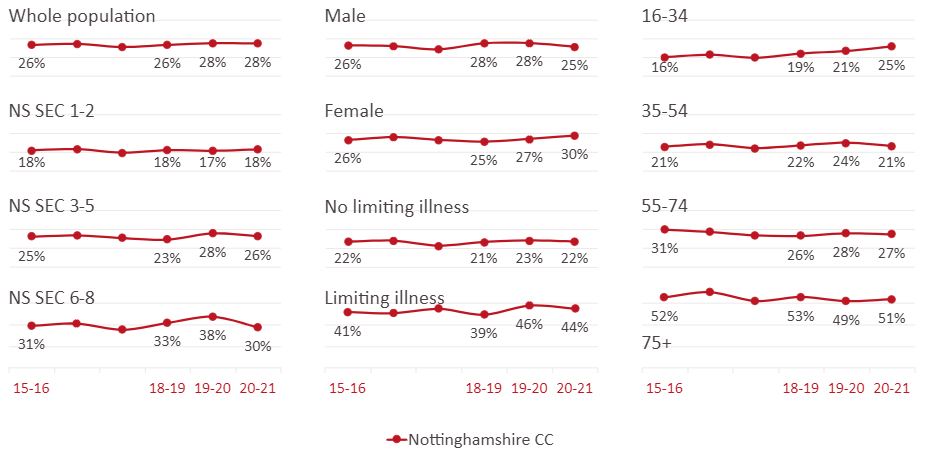 Whole population
26% 26% 28% 28%
NS SEC 1-2
18% 18% 17% 18%
NS SEC 3-5
25% 23% 28% 26%
NS SEC 6-8
31% 33% 38% 30%
15-16 18-19 19-20 20-21
Male
26% 28% 28% 25%
Female
26% 25% 27% 30%
No limiting illness
22% 21% 23% 22%
Limiting illness
41% 39% 46% 44%
15-16 18-19 19-20 20-21
16-34
16% 19% 21% 25%
35-54
21% 22% 24% 21%
55-74
31% 26% 28% 27%
52% 53% 49% 51%
75+
15-16 18-19 19-20 20-21
Nottinghamshire CC